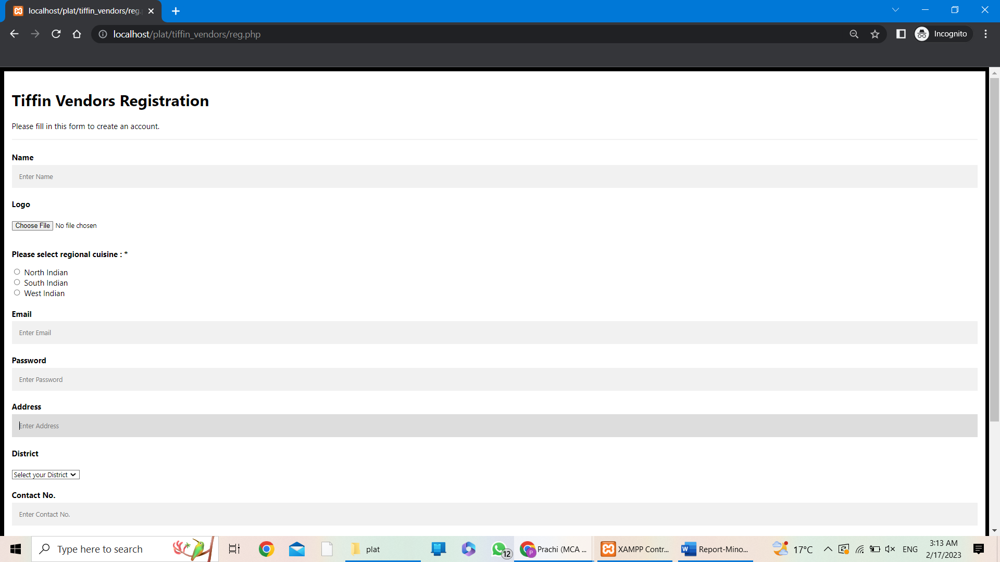 localhost/plat/tiffin_vendors/reg.
localhost/plat/tiffin_vendors/reg.php
Incognito
Tiffin Vendors Registration
Please fill in this form to create an account.
Name
Enter Name
Logo
Choose File No file chosen
Please select regional cuisine : *
North Indian
South Indian
West Indian
Email
Enter Email
Password
Enter Password
Address
Enter Address
District
Select your District
Contact No.
Enter Contact No.
Type here to search
plat
12
P
Prachi (MCA ...
XAMPP Contr...
W
Report-Mino...
17°C
ENG
3:13 AM
2/17/2023